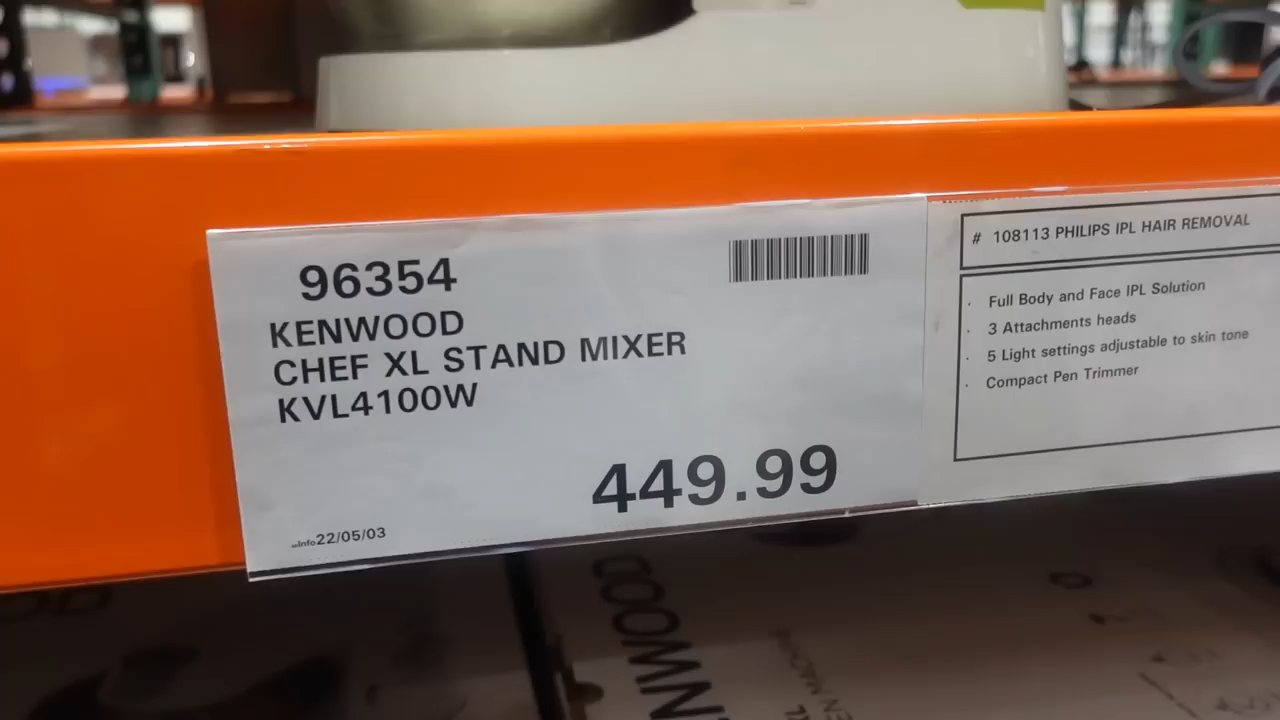 96354
KENWOOD
CHEF XL STAND MIXER
KVL4100W
449.99
22/05/03
# 108113 PHILIPS IPL HAIR REMOVAL
· Full Body and Face IPL Solution
· 3 Attachments heads
· 5 Light settings adjustable to skin tone
· Compact Pen Trimmer